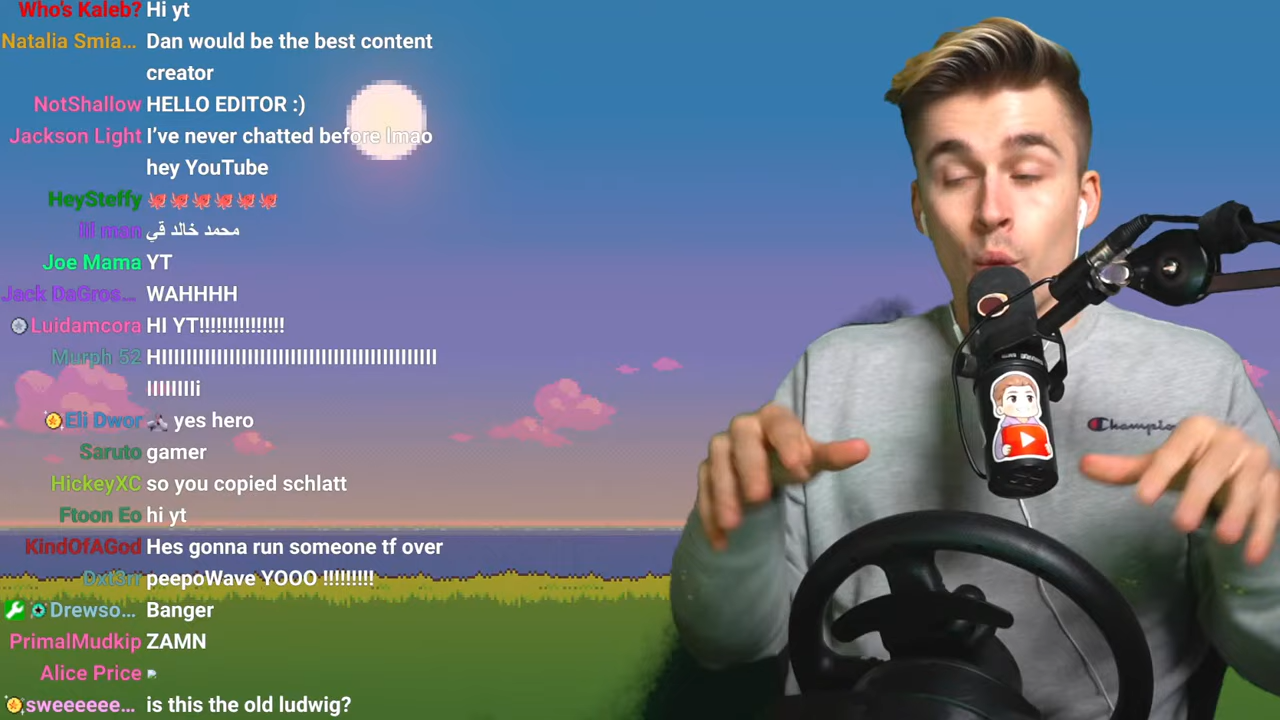 Who's Kaleb? Hi yt
Natalia Smia... Dan would be the best content
creator
NotShallow HELLO EDITOR :)
Jackson Light I've never chatted before lmao
hey YouTube
HeySteffy 🐙🐙🐙🐙🐙🐙
lil man محمد خالد قي
Joe Mama YT
Jack DaGros... WAHHHH
Luidamcora HI YT!!!!!!!!!!!!!!!
Murph 52 HIIIIIIIIIIIIIIIIIIIIIIIIIIIIIIIIIIIIIIIIIIIII
IIIIIIIIi
Eli Dwor yes hero
Saruto gamer
HickeyXC so you copied schlatt
Ftoon Eo hi yt
KindOfAGod Hes gonna run someone tf over
Dxt3rr peepoWave YOOO !!!!!!!!!
Drewso... Banger
PrimalMudkip ZAMN
Alice Price
sweeeeee... is this the old ludwig?
Champion